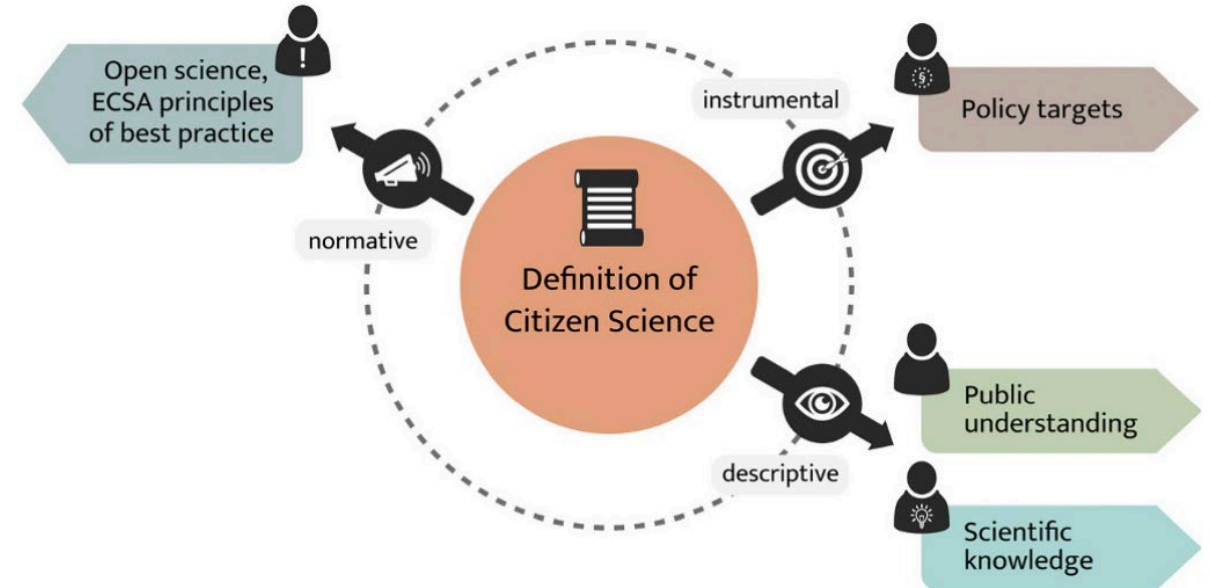 Open science,
ECSA principles
of best practice
instrumental
Policy targets
normative
Definition of
Citizen Science
Public
understanding
descriptive
Scientific
knowledge
!
§